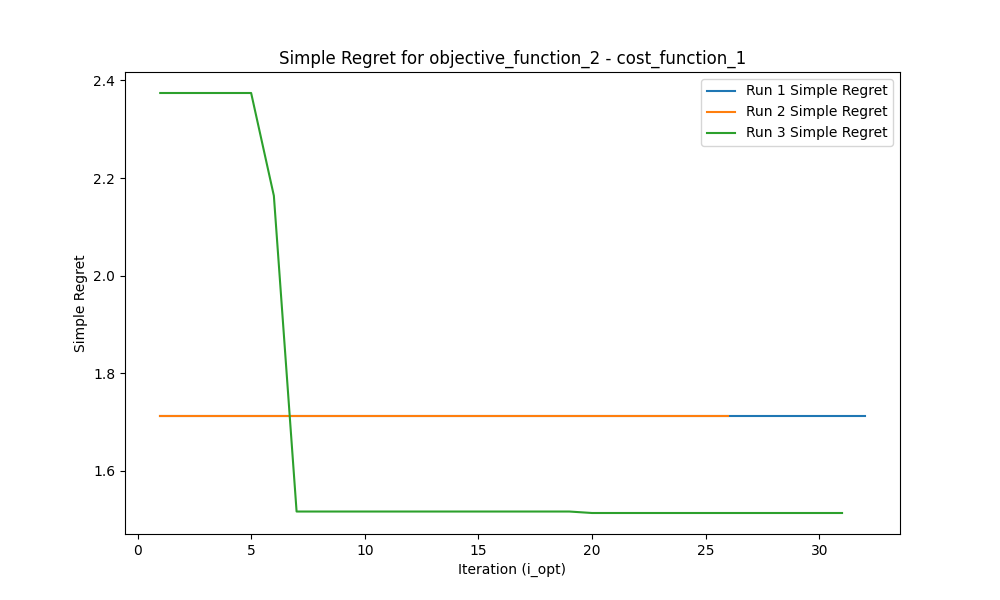 Simple Regret for objective_function_2 - cost_function_1
Run 1 Simple Regret
Run 2 Simple Regret
Run 3 Simple Regret
Simple Regret
2.4
2.2
2.0
1.8
1.6
0 5 10 15 20 25 30
Iteration (i_opt)